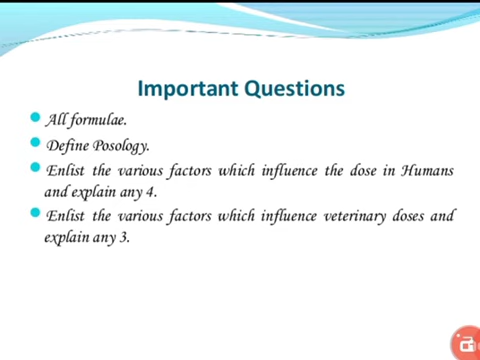 Important Questions
All formulae.
Define Posology.
Enlist the various factors which influence the dose in Humans
and explain any 4.
Enlist the various factors which influence veterinary doses and
explain any 3.